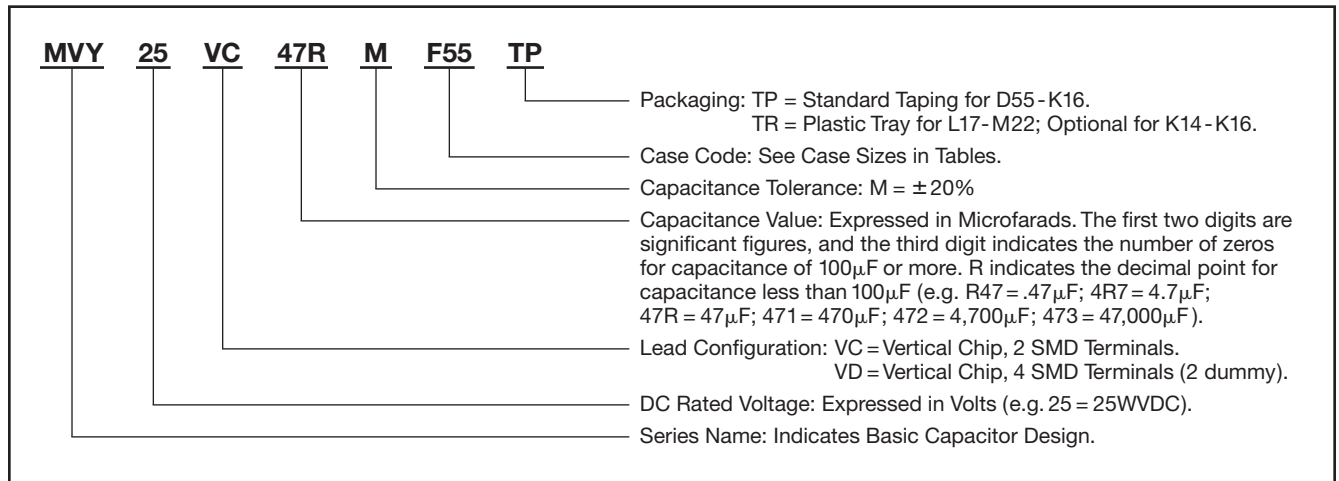 MVY 25 VC 47R M F55 TP
Packaging: TP = Standard Taping for D55-K16.
TR = Plastic Tray for L17-M22; Optional for K14-K16.
Case Code: See Case Sizes in Tables.
Capacitance Tolerance: M = ±20%
Capacitance Value: Expressed in Microfarads. The first two digits are
significant figures, and the third digit indicates the number of zeros
for capacitance of 100µF or more. R indicates the decimal point for
capacitance less than 100µF (e.g. R47 = .47µF; 4R7 = 4.7µF;
47R = 47µF; 471 = 470µF; 472 = 4,700µF; 473 = 47,000µF).
Lead Configuration: VC = Vertical Chip, 2 SMD Terminals.
VD = Vertical Chip, 4 SMD Terminals (2 dummy).
DC Rated Voltage: Expressed in Volts (e.g. 25 = 25WVDC).
Series Name: Indicates Basic Capacitor Design.